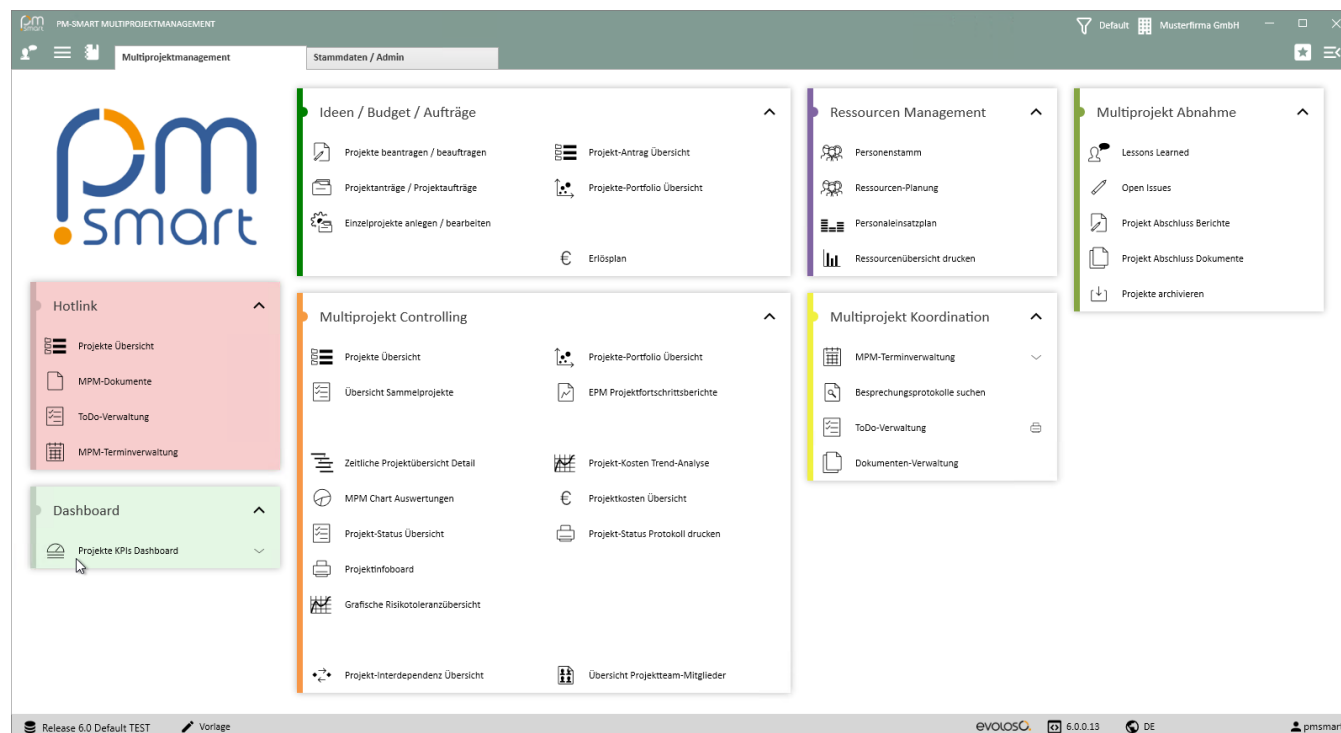 pm smart PM-SMART MULTIPROJEKTMANAGEMENT
Default Musterfirma GmbH
Multiprojektmanagement
Stammdaten / Admin
pm
smart
Hotlink
Projekte Übersicht
MPM-Dokumente
ToDo-Verwaltung
MPM-Terminverwaltung
Dashboard
Projekte KPIs Dashboard
Ideen / Budget / Aufträge
Projekte beantragen / beauftragen
Projekt-Antrag Übersicht
Projektanträge / Projektaufträge
Projekte-Portfolio Übersicht
Einzelprojekte anlegen / bearbeiten
€ Erlösplan
Multiprojekt Controlling
Projekte Übersicht
Projekte-Portfolio Übersicht
Übersicht Sammelprojekte
EPM Projektfortschrittsberichte
Zeitliche Projektübersicht Detail
Projekt-Kosten Trend-Analyse
MPM Chart Auswertungen
€ Projektkosten Übersicht
Projekt-Status Übersicht
Projekt-Status Protokoll drucken
Projektinfoboard
Grafische Risikotoleranzübersicht
Projekt-Interdependenz Übersicht
Übersicht Projektteam-Mitglieder
Ressourcen Management
Personenstamm
Ressourcen-Planung
Personaleinsatzplan
Ressourcenübersicht drucken
Multiprojekt Koordination
MPM-Terminverwaltung
Besprechungsprotokolle suchen
ToDo-Verwaltung
Dokumenten-Verwaltung
Multiprojekt Abnahme
Lessons Learned
Open Issues
Projekt Abschluss Berichte
Projekt Abschluss Dokumente
Projekte archivieren
Release 6.0 Default TEST Vorlage evolosO. 6.0.0.13 DE pmsmart